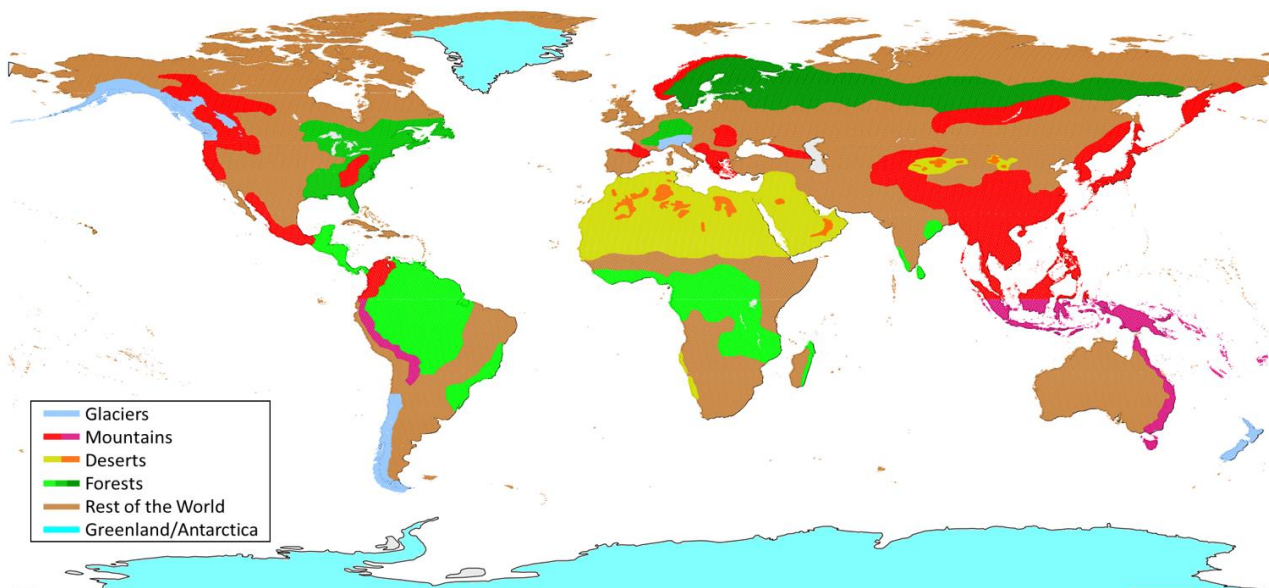 Glaciers
Mountains
Deserts
Forests
Rest of the World
Greenland/Antarctica